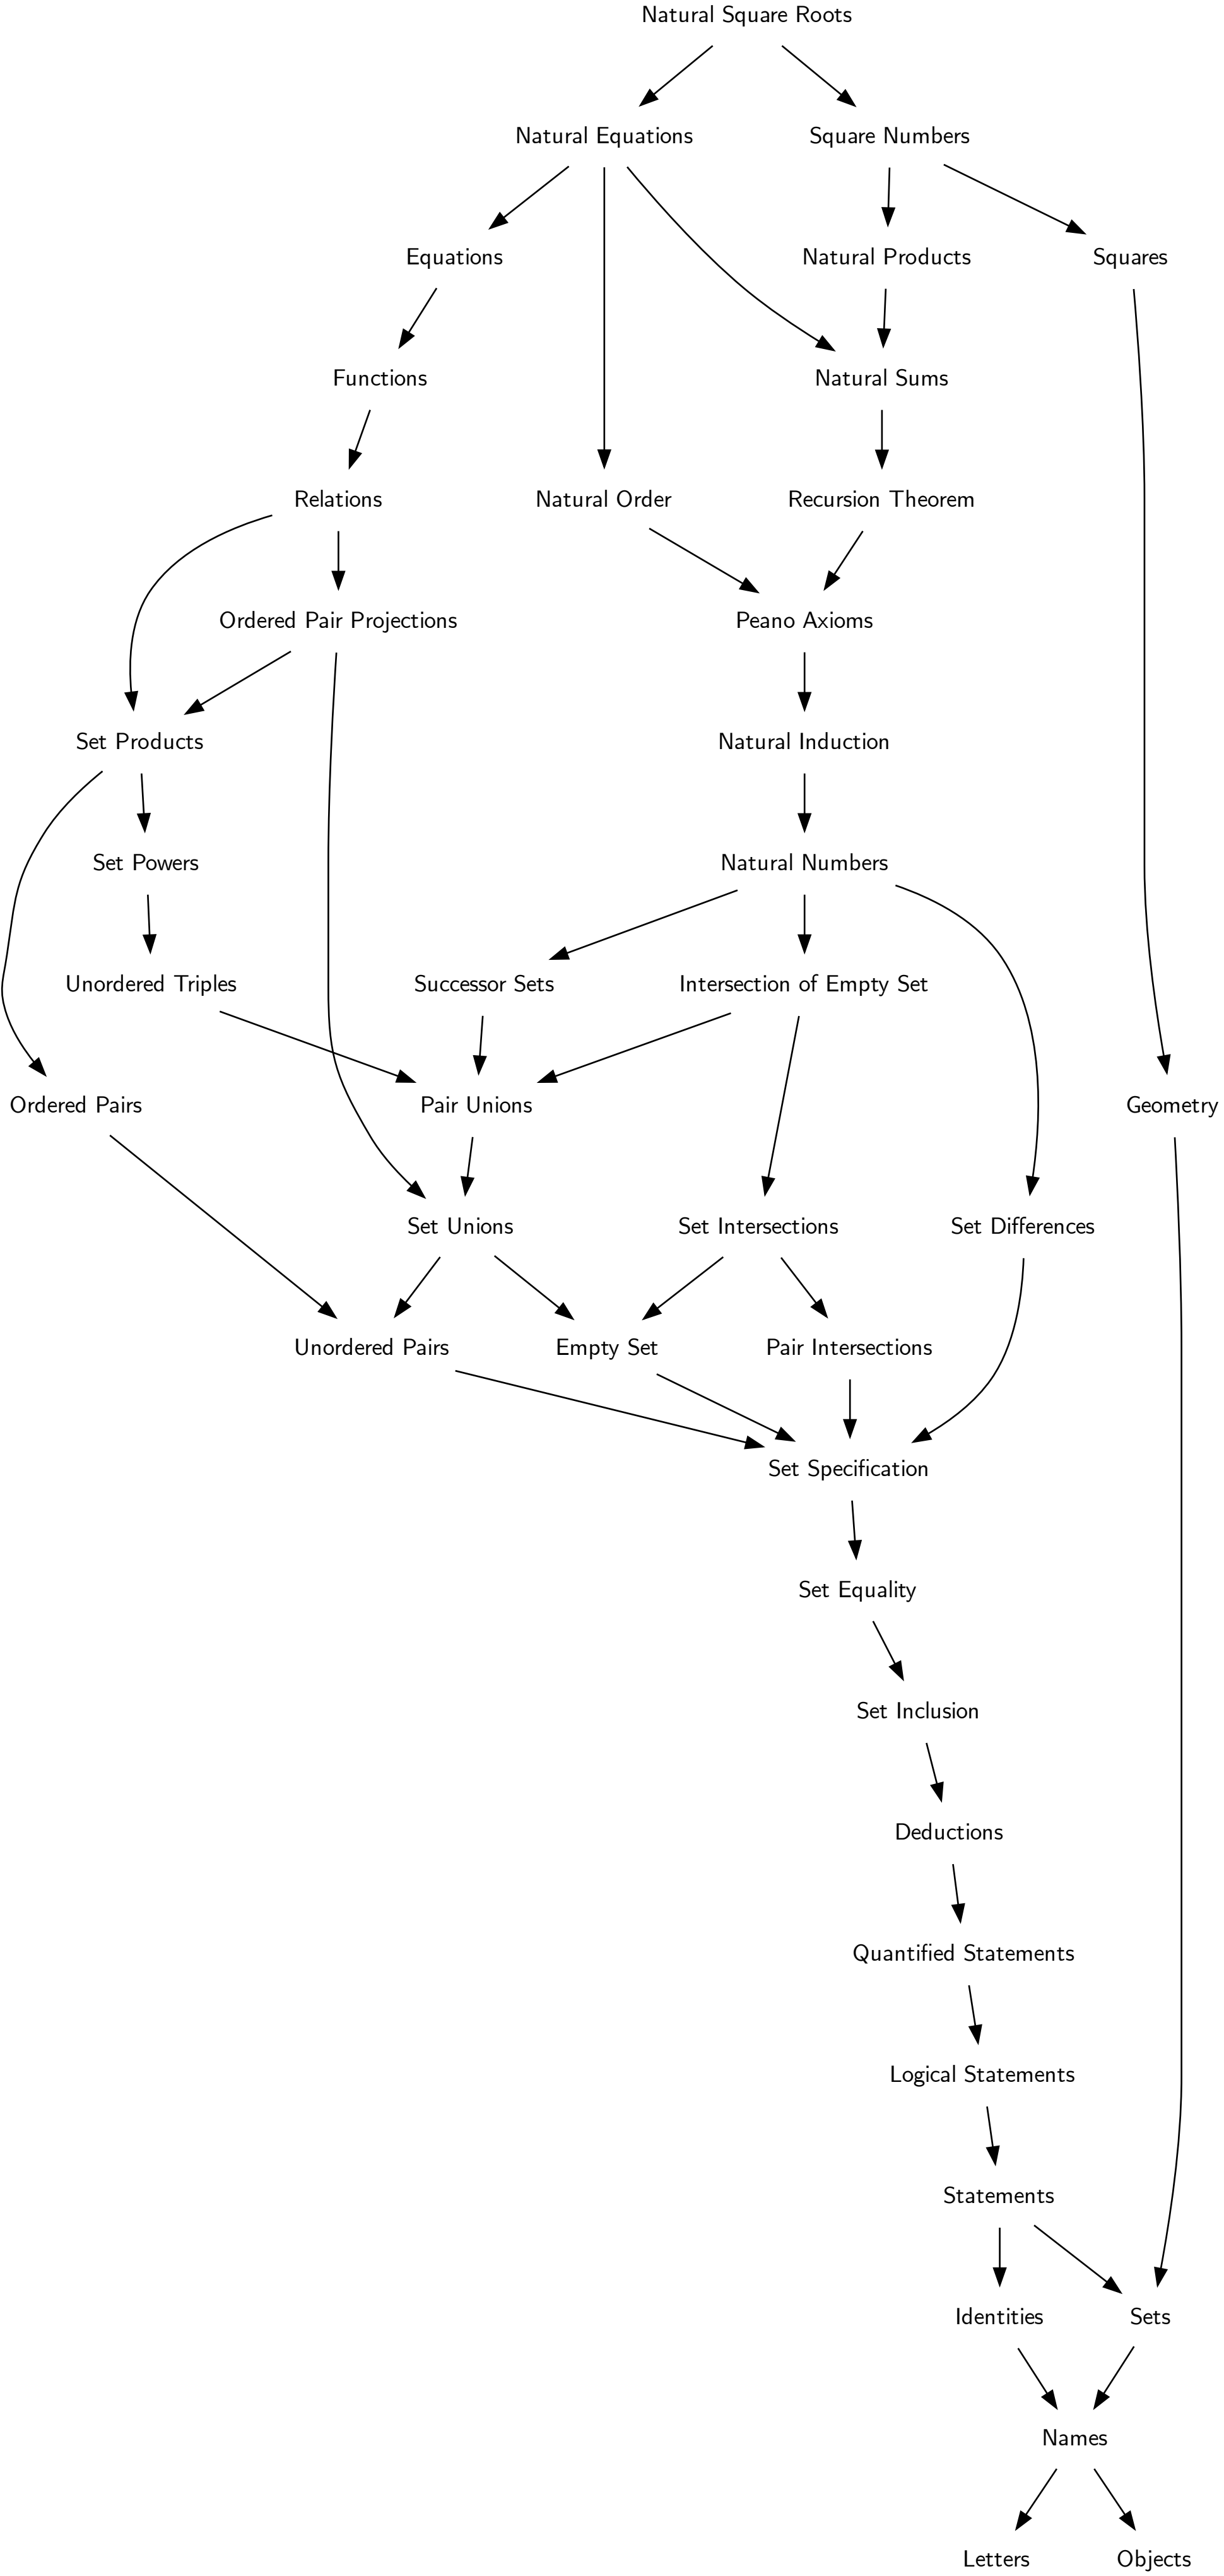 Natural Square Roots
Natural Equations
Square Numbers
Equations
Natural Products
Squares
Functions
Natural Sums
Relations
Natural Order
Recursion Theorem
Ordered Pair Projections
Peano Axioms
Set Products
Natural Induction
Set Powers
Natural Numbers
Unordered Triples
Successor Sets
Intersection of Empty Set
Ordered Pairs
Pair Unions
Geometry
Set Unions
Set Intersections
Set Differences
Unordered Pairs
Empty Set
Pair Intersections
Set Specification
Set Equality
Set Inclusion
Deductions
Quantified Statements
Logical Statements
Statements
Identities
Sets
Names
Letters
Objects